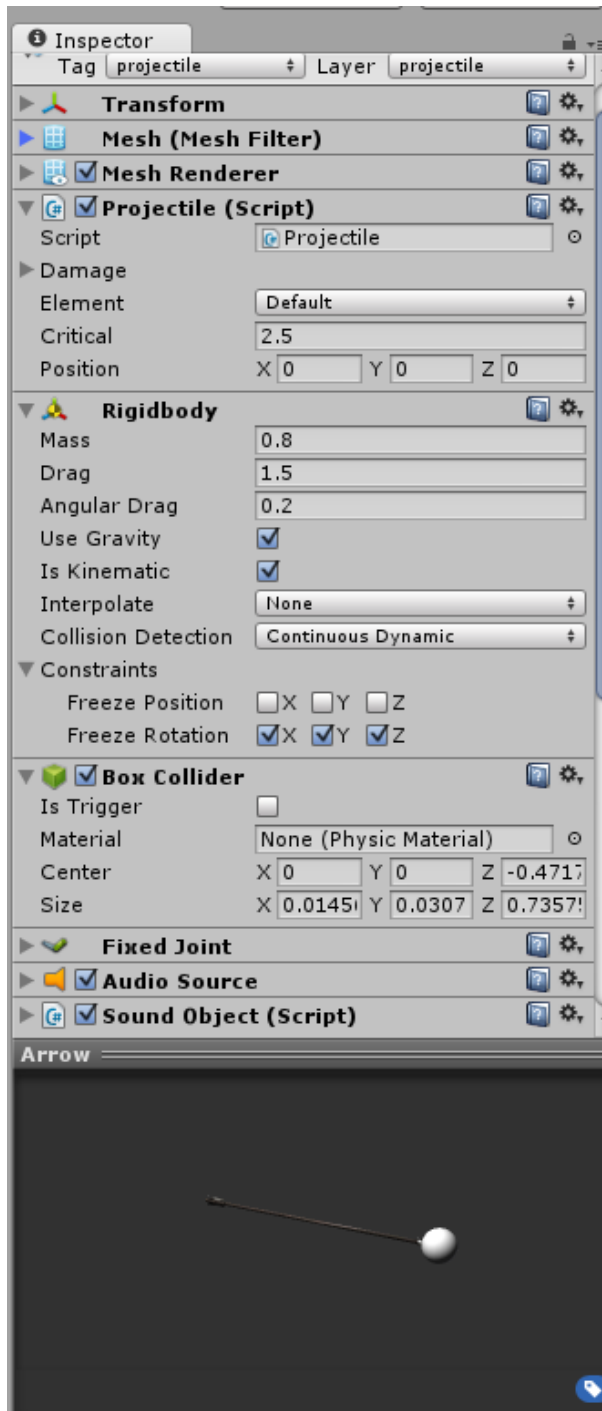 Inspector
Tag projectile Layer projectile
Transform
Mesh (Mesh Filter)
Mesh Renderer
Projectile (Script)
Script Projectile
Damage
Element Default
Critical 2.5
Position X 0 Y 0 Z 0
Rigidbody
Mass 0.8
Drag 1.5
Angular Drag 0.2
Use Gravity
Is Kinematic
Interpolate None
Collision Detection Continuous Dynamic
Constraints
Freeze Position X Y Z
Freeze Rotation X Y Z
Box Collider
Is Trigger
Material None (Physic Material)
Center X 0 Y 0 Z -0.4717
Size X 0.0145 Y 0.0307 Z 0.7357
Fixed Joint
Audio Source
Sound Object (Script)
Arrow